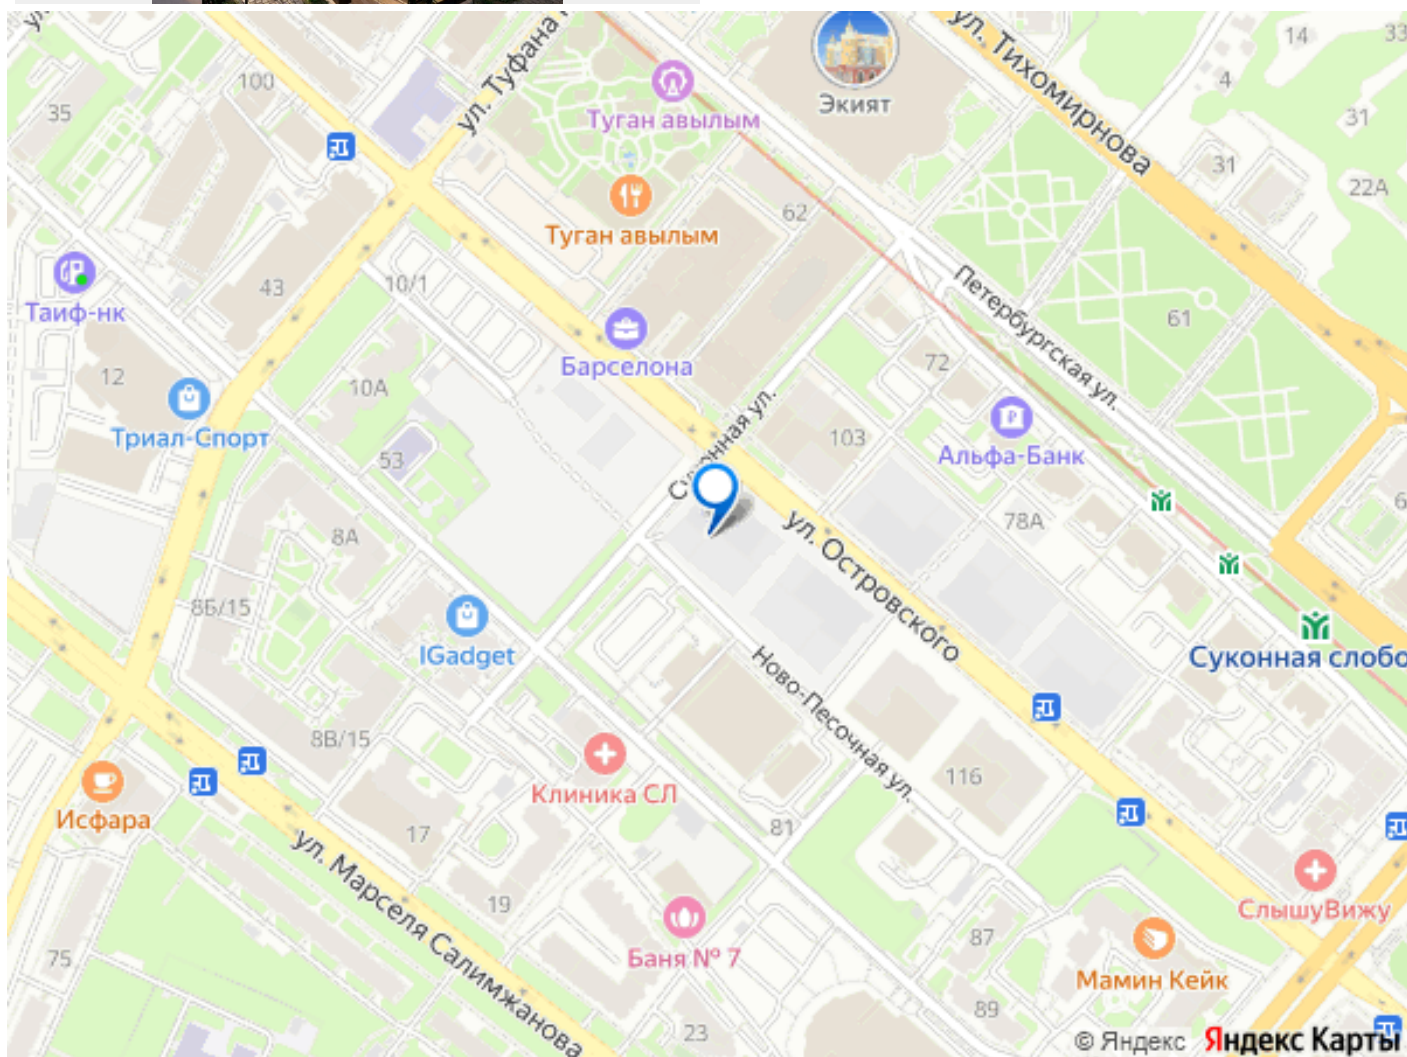 ул. Туфана
ул. Тихомирнова
14
33
100
4
35
Туган авылым
Экият
31
31
22А
Туган авылым
62
Таиф-нк
43
10/1
Петербургская ул.
61
Барселона
12
10А
72
Триал-Спорт
53
Суконная ул.
103
Альфа-Банк
8А
ул. Островского
78А
6
8Б/15
IGadget
Суконная слобо
Ново-Песочная ул.
8В/15
116
Клиника СЛ
Исфара
17
81
ул. Марселя Салимжанова
СлышуВижу
19
75
Баня № 7
87
Мамин Кейк
89
23
© Яндекс Яндекс Карты